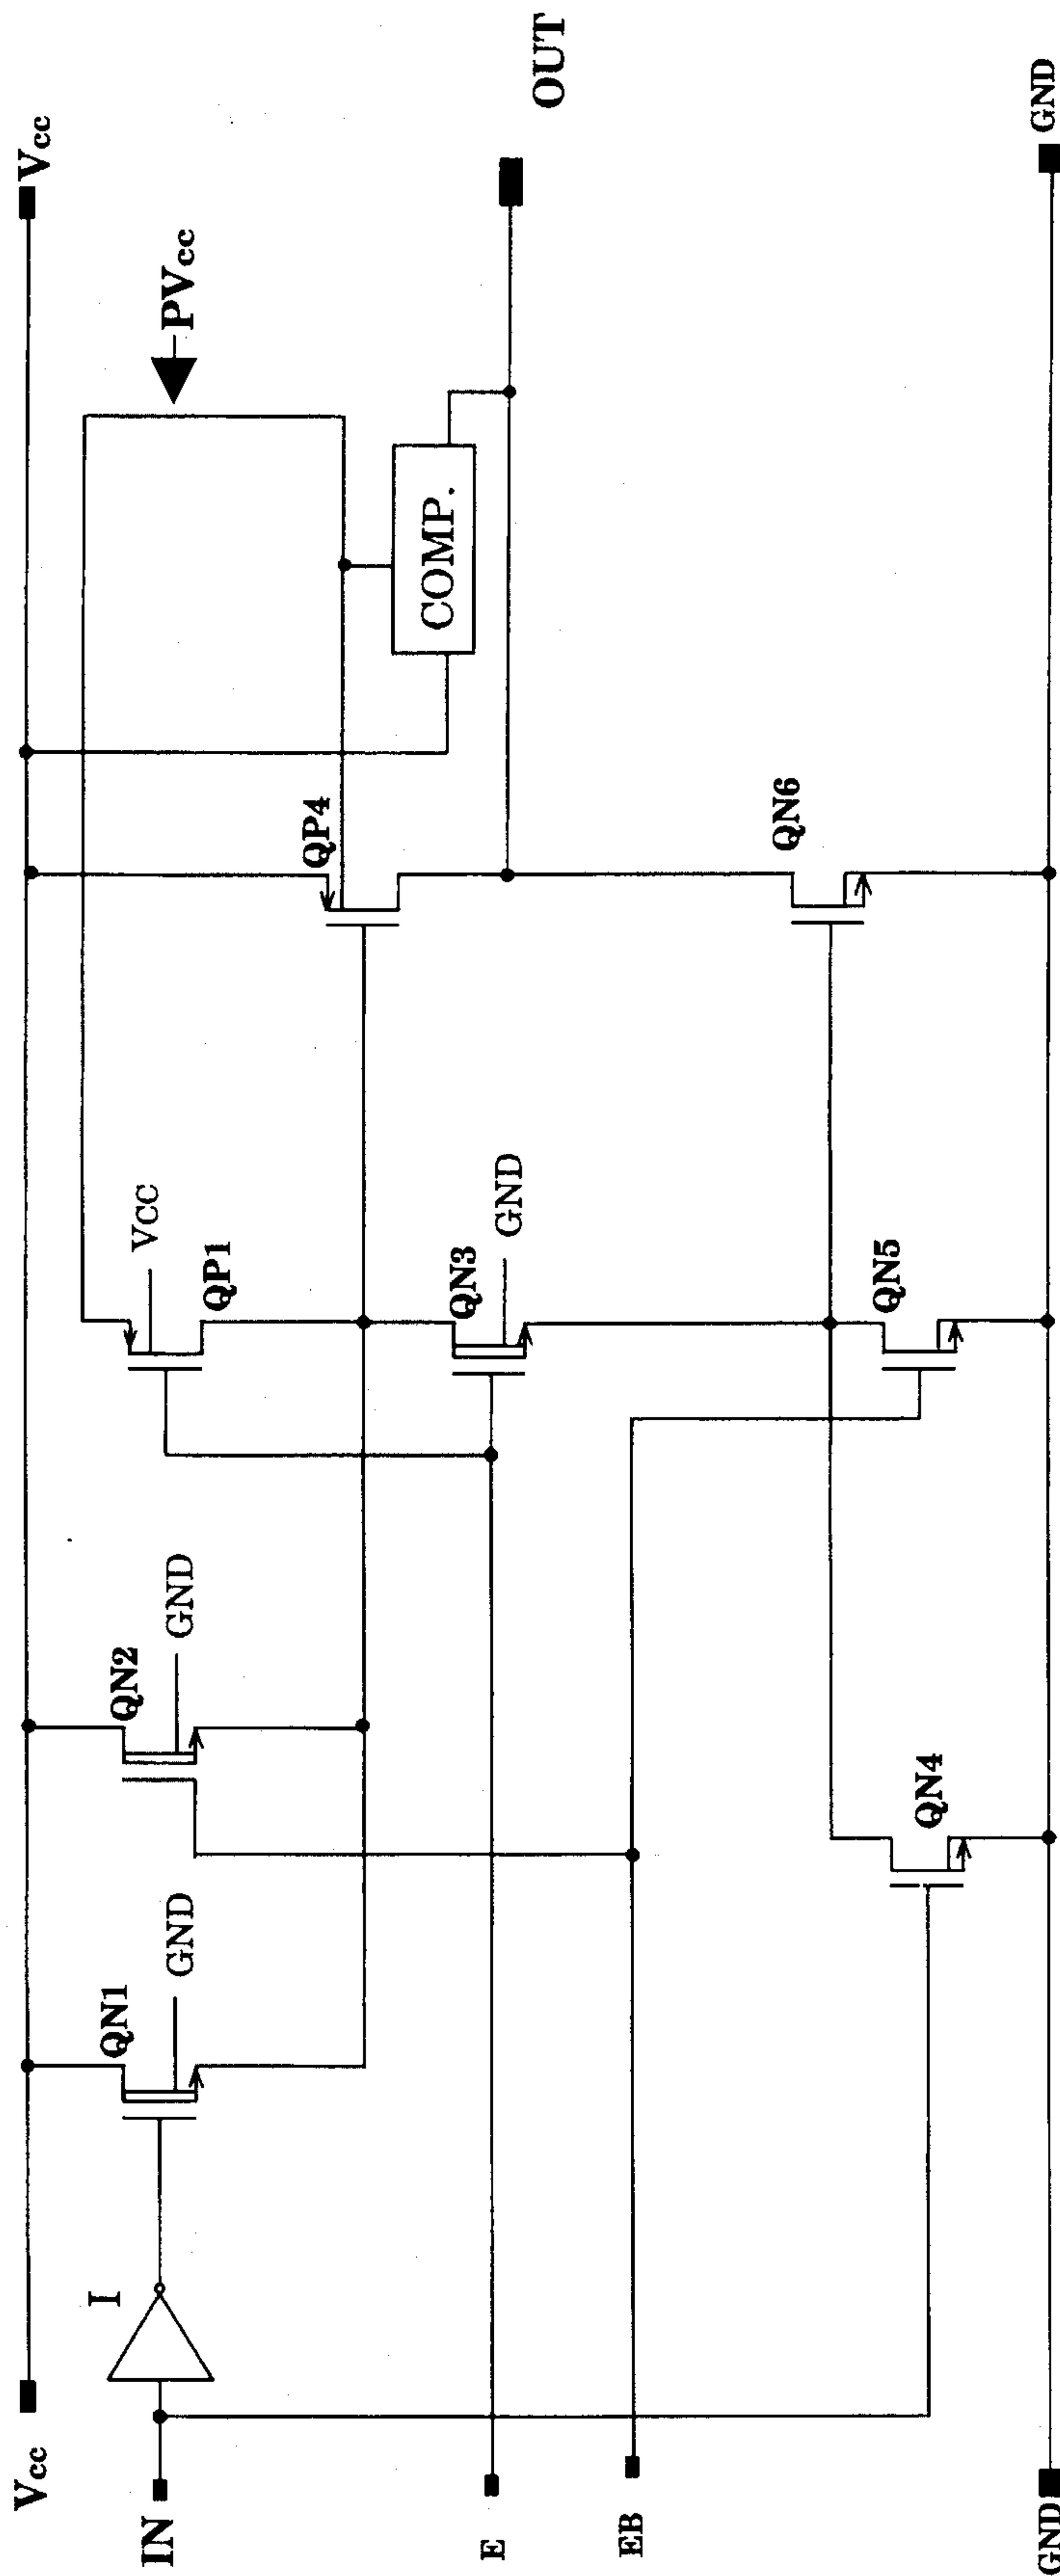 Vcc
Vcc
PVcc
OUT
I
IN
QN1
GND
QN2
GND
VCC
QP1
QP4
COMP.
QN3
GND
E
EB
QN4
QN5
QN6
GND
GND